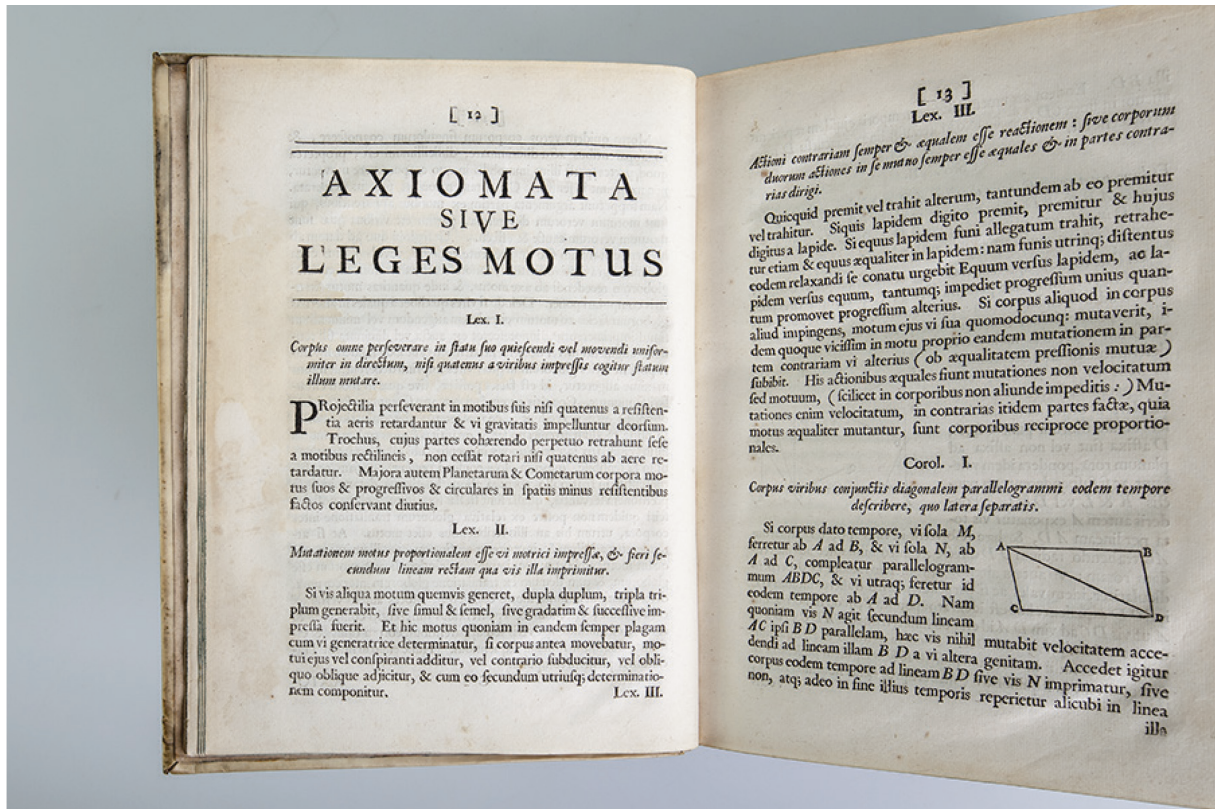 [ 12 ]
AXIOMATA
SIVE
LEGES MOTUS
Lex. I.
Corpus omne perſeverare in ſtatu ſuo quieſcendi vel movendi unifor-
miter in directum, niſi quatenus a viribus impreſſis cogitur ſtatum
illum mutare.
PRojectilia perſeverant in motibus ſuis niſi quatenus a reſiſten-
tia aeris retardantur & vi gravitatis impelluntur deorſum.
Trochus, cujus partes cohærendo perpetuo retrahunt ſeſe
a motibus rectilineis, non ceſſat rotari niſi quatenus ab aere re-
tardatur. Majora autem Planetarum & Cometarum corpora mo-
tus ſuos & progreſſivos & circulares in ſpatiis minus reſiſtentibus
factos conſervant diutius.
Lex. II.
Mutationem motus proportionalem eſſe vi motrici impreſſæ, & fieri ſe-
cundum lineam rectam qua vis illa imprimitur.
Si vis aliqua motum quemvis generet, dupla duplum, tripla tri-
plum generabit, ſive ſimul & ſemel, ſive gradatim & ſucceſſive im-
preſſa fuerit. Et hic motus quoniam in eandem ſemper plagam
cum vi generatrice determinatur, ſi corpus antea movebatur, mo-
tui ejus vel conſpiranti additur, vel contrario ſubducitur, vel obli-
quo oblique adjicitur, & cum eo ſecundum utriuſq; determinatio-
nem componitur.
Lex. III.
[ 13 ]
Lex. III.
Actioni contrariam ſemper & æqualem eſſe reactionem : ſive corporum
duorum actiones in ſe mutuo ſemper eſſe æquales & in partes contra-
rias dirigi.
Quicquid premit vel trahit alterum, tantundem ab eo premitur
vel trahitur. Siquis lapidem digito premit, premitur & hujus
digitus a lapide. Si equus lapidem funi allegatum trahit, retrahe-
tur etiam & equus æqualiter in lapidem: nam funis utrinq; diſtentus
eodem relaxandi ſe conatu urgebit Equum verſus lapidem, ac la-
pidem verſus equum, tantumq; impediet progreſſum unius quan-
tum promovet progreſſum alterius. Si corpus aliquod in corpus
aliud impingens, motum ejus vi ſua quomodocunq: mutaverit, i-
dem quoque viciſſim in motu proprio eandem mutationem in par-
tem contrariam vi alterius ( ob æqualitatem preſſionis mutuæ )
ſubibit. His actionibus æquales fiunt mutationes non velocitatum
ſed motuum, ( ſcilicet in corporibus non aliunde impeditis : ) Mu-
tationes enim velocitatum, in contrarias itidem partes factæ, quia
motus æqualiter mutantur, ſunt corporibus reciproce proportio-
nales.
Corol. I.
Corpus viribus conjunctis diagonalem parallelogrammi eodem tempore
deſcribere, quo latera ſeparatis.
Si corpus dato tempore, vi ſola M,
ferretur ab A ad B, & vi ſola N, ab
A ad C, compleatur parallelogram-
mum ABDC, & vi utraq; feretur id
eodem tempore ab A ad D. Nam
quoniam vis N agit ſecundum lineam
AC ipſi BD parallelam, hæc vis nihil mutabit velocitatem acce-
dendi ad lineam illam B D a vi altera genitam. Accedet igitur
corpus eodem tempore ad lineam BD ſive vis N imprimatur, ſive
non, atq; adeo in fine illius temporis reperietur alicubi in linea
illa
A
B
C
D